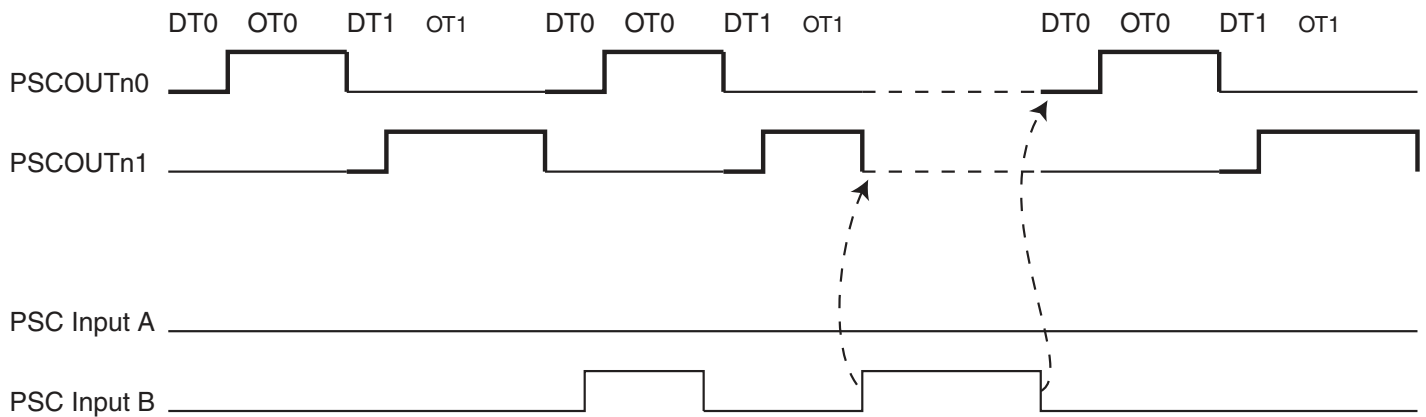 DT0 OT0 DT1 OT1 DT0 OT0 DT1 OT1 DT0 OT0 DT1 OT1
PSCOUTn0
PSCOUTn1
PSC Input A
PSC Input B